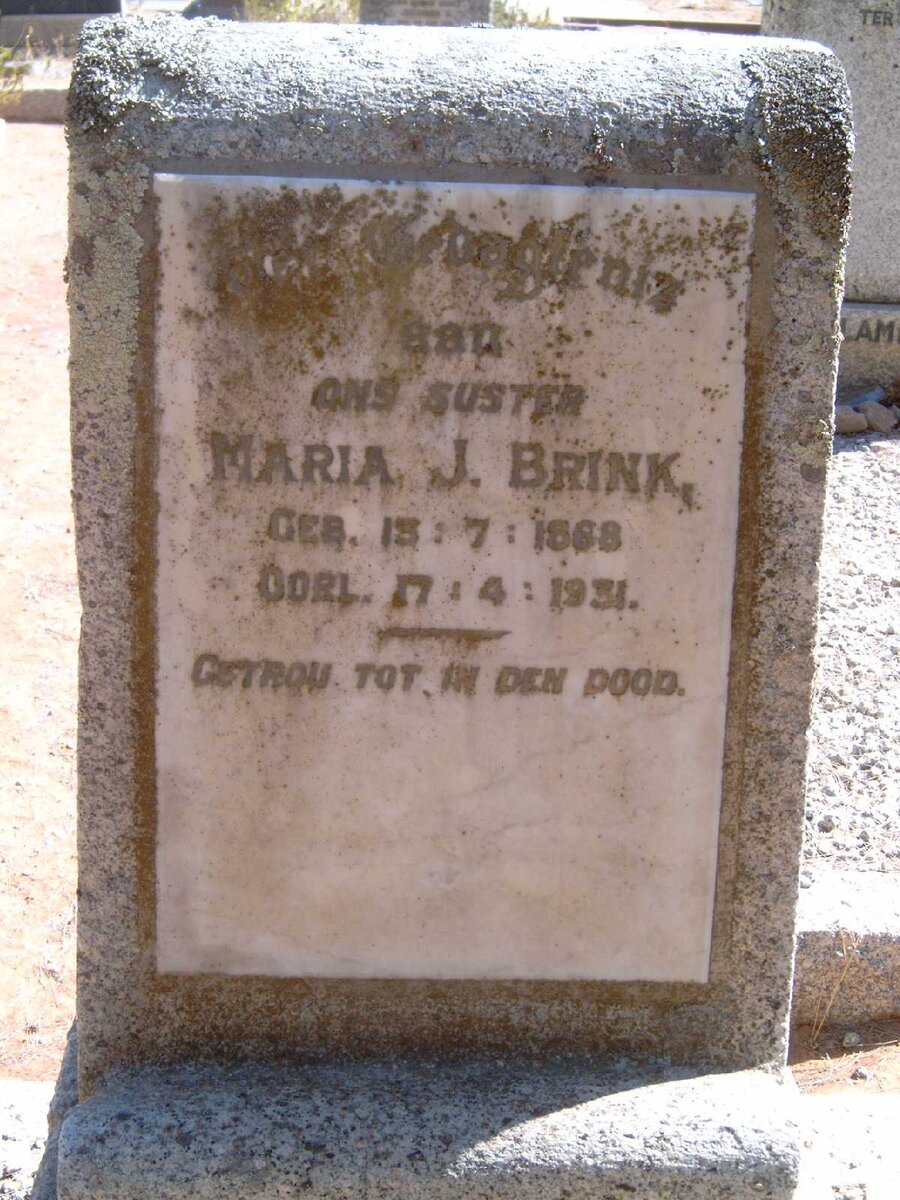 Ter Gedagtenis
aan
ONS SUSTER
MARIA J. BRINK,
GEB. 13 : 7 : 1868
OORL. 17 : 4 : 1931.
GETROU TOT IN DEN DOOD.
TER